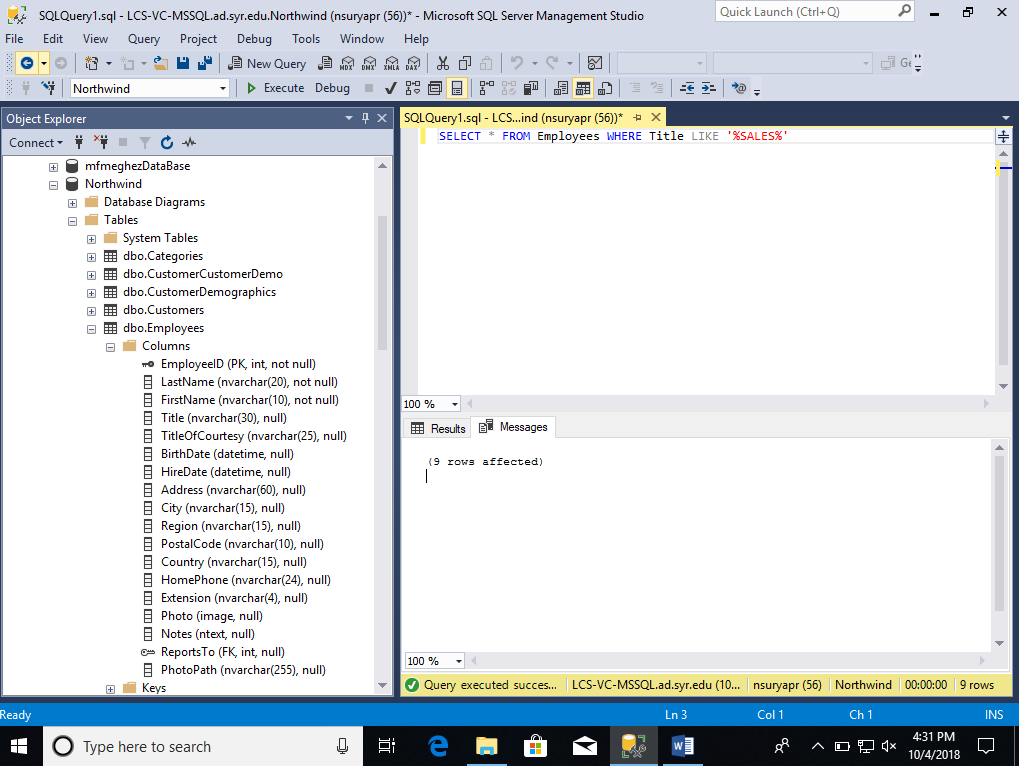 SQLQuery1.sql - LCS-VC-MSSQL.ad.syr.edu.Northwind (nsuryapr (56))* - Microsoft SQL Server Management Studio
Quick Launch (Ctrl+Q)
File Edit View Query Project Debug Tools Window Help
New Query MDX DMX XMLA DAX
Northwind Execute Debug
Object Explorer
SQLQuery1.sql - LCS...ind (nsuryapr (56))*
Connect
SELECT * FROM Employees WHERE Title LIKE '%SALES%'
mfmeghezDataBase
Northwind
Database Diagrams
Tables
System Tables
dbo.Categories
dbo.CustomerCustomerDemo
dbo.CustomerDemographics
dbo.Customers
dbo.Employees
Columns
EmployeeID (PK, int, not null)
LastName (nvarchar(20), not null)
FirstName (nvarchar(10), not null)
Title (nvarchar(30), null)
TitleOfCourtesy (nvarchar(25), null)
BirthDate (datetime, null)
HireDate (datetime, null)
Address (nvarchar(60), null)
City (nvarchar(15), null)
Region (nvarchar(15), null)
PostalCode (nvarchar(10), null)
Country (nvarchar(15), null)
HomePhone (nvarchar(24), null)
Extension (nvarchar(4), null)
Photo (image, null)
Notes (ntext, null)
ReportsTo (FK, int, null)
PhotoPath (nvarchar(255), null)
Keys
100 %
Results Messages
(9 rows affected)
100 %
Query executed succes... LCS-VC-MSSQL.ad.syr.edu (10... nsuryapr (56) Northwind 00:00:00 9 rows
Ready Ln 3 Col 1 Ch 1 INS
Type here to search
4:31 PM
10/4/2018